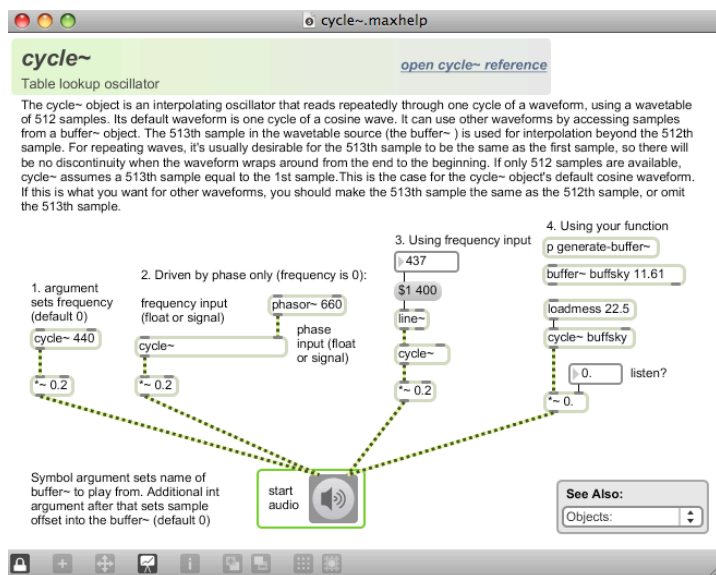 cycle~.maxhelp
cycle~
open cycle~ reference
Table lookup oscillator
The cycle~ object is an interpolating oscillator that reads repeatedly through one cycle of a waveform, using a wavetable
of 512 samples. Its default waveform is one cycle of a cosine wave. It can use other waveforms by accessing samples
from a buffer~ object. The 513th sample in the wavetable source (the buffer~ ) is used for interpolation beyond the 512th
sample. For repeating waves, it's usually desirable for the 513th sample to be the same as the first sample, so there will
be no discontinuity when the waveform wraps around from the end to the beginning. If only 512 samples are available,
cycle~ assumes a 513th sample equal to the 1st sample.This is the case for the cycle~ object's default cosine waveform.
If this is what you want for other waveforms, you should make the 513th sample the same as the 512th sample, or omit
the 513th sample.
1. argument
sets frequency
(default 0)
cycle~ 440
*~ 0.2
2. Driven by phase only (frequency is 0):
frequency input
(float or signal)
phasor~ 660
phase
input (float
or signal)
cycle~
*~ 0.2
3. Using frequency input
437
$1 400
line~
cycle~
*~ 0.2
4. Using your function
p generate-buffer~
buffer~ buffsky 11.61
loadmess 22.5
cycle~ buffsky
0.
listen?
*~ 0.
Symbol argument sets name of
buffer~ to play from. Additional int
argument after that sets sample
offset into the buffer~ (default 0)
start
audio
See Also:
Objects: